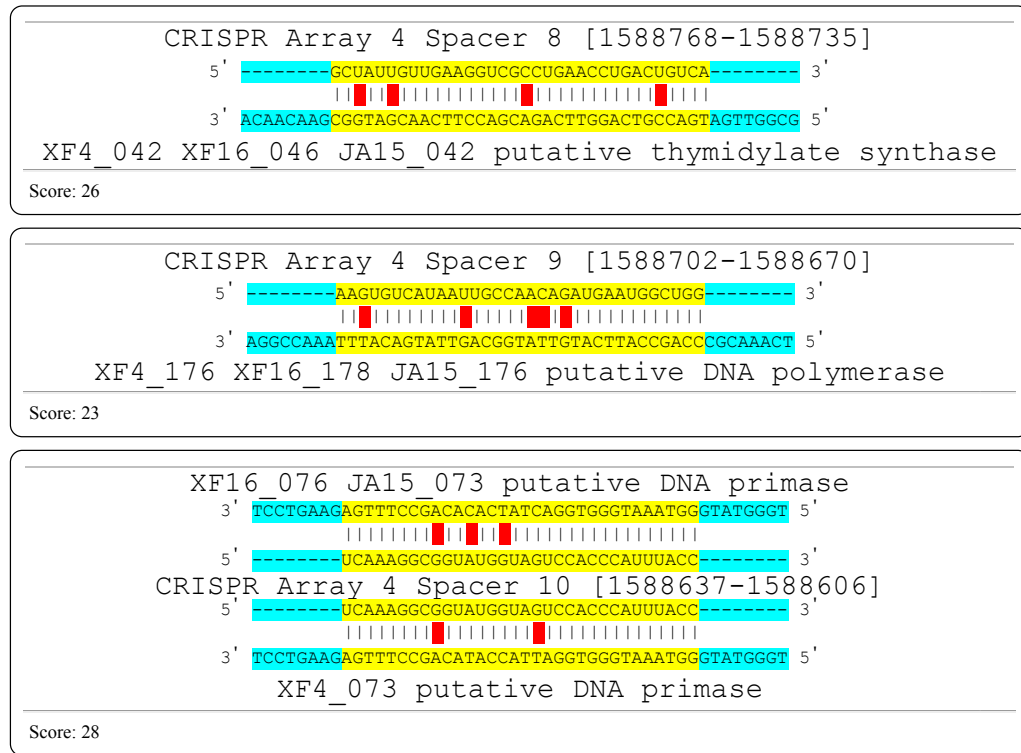 CRISPR Array 4 Spacer 8 [1588768-1588735]
5' --------GCUAUUGUUGAAGGUCGCCUGAACCUGACUGUCA-------- 3'
3' ACAACAAGCGGTAGCAACTTCCAGCAGACTTGGACTGCCAGTAGTTGGCG 5'
XF4_042 XF16_046 JA15_042 putative thymidylate synthase
Score: 26
CRISPR Array 4 Spacer 9 [1588702-1588670]
5' --------AAGUGUCAUAAUUGCCAACAGAUGAAUGGCUGG-------- 3'
3' AGGCCAAATTTACAGTATTGACGGTATTGTACTTACCGACCCGCAAACT 5'
XF4_176 XF16_178 JA15_176 putative DNA polymerase
Score: 23
XF16_076 JA15_073 putative DNA primase
3' TCCTGAAGAGTTTCCGACACACTATCAGGTGGGTAAATGGGTATGGGT 5'
5' --------UCAAAGGCGGUAUGGUAGUCCACCCAUUUACC-------- 3'
CRISPR Array 4 Spacer 10 [1588637-1588606]
5' --------UCAAAGGCGGUAUGGUAGUCCACCCAUUUACC-------- 3'
3' TCCTGAAGAGTTTCCGACATACCATTAGGTGGGTAAATGGGTATGGGT 5'
XF4_073 putative DNA primase
Score: 28